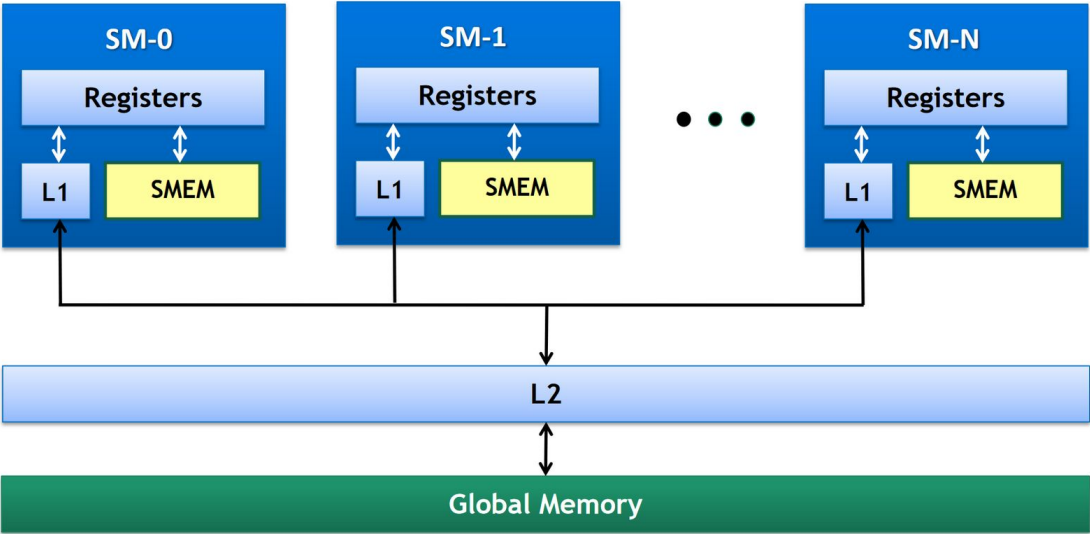 SM-0
SM-1
SM-N
Registers
Registers
Registers
L1
SMEM
L1
SMEM
L1
SMEM
L2
Global Memory